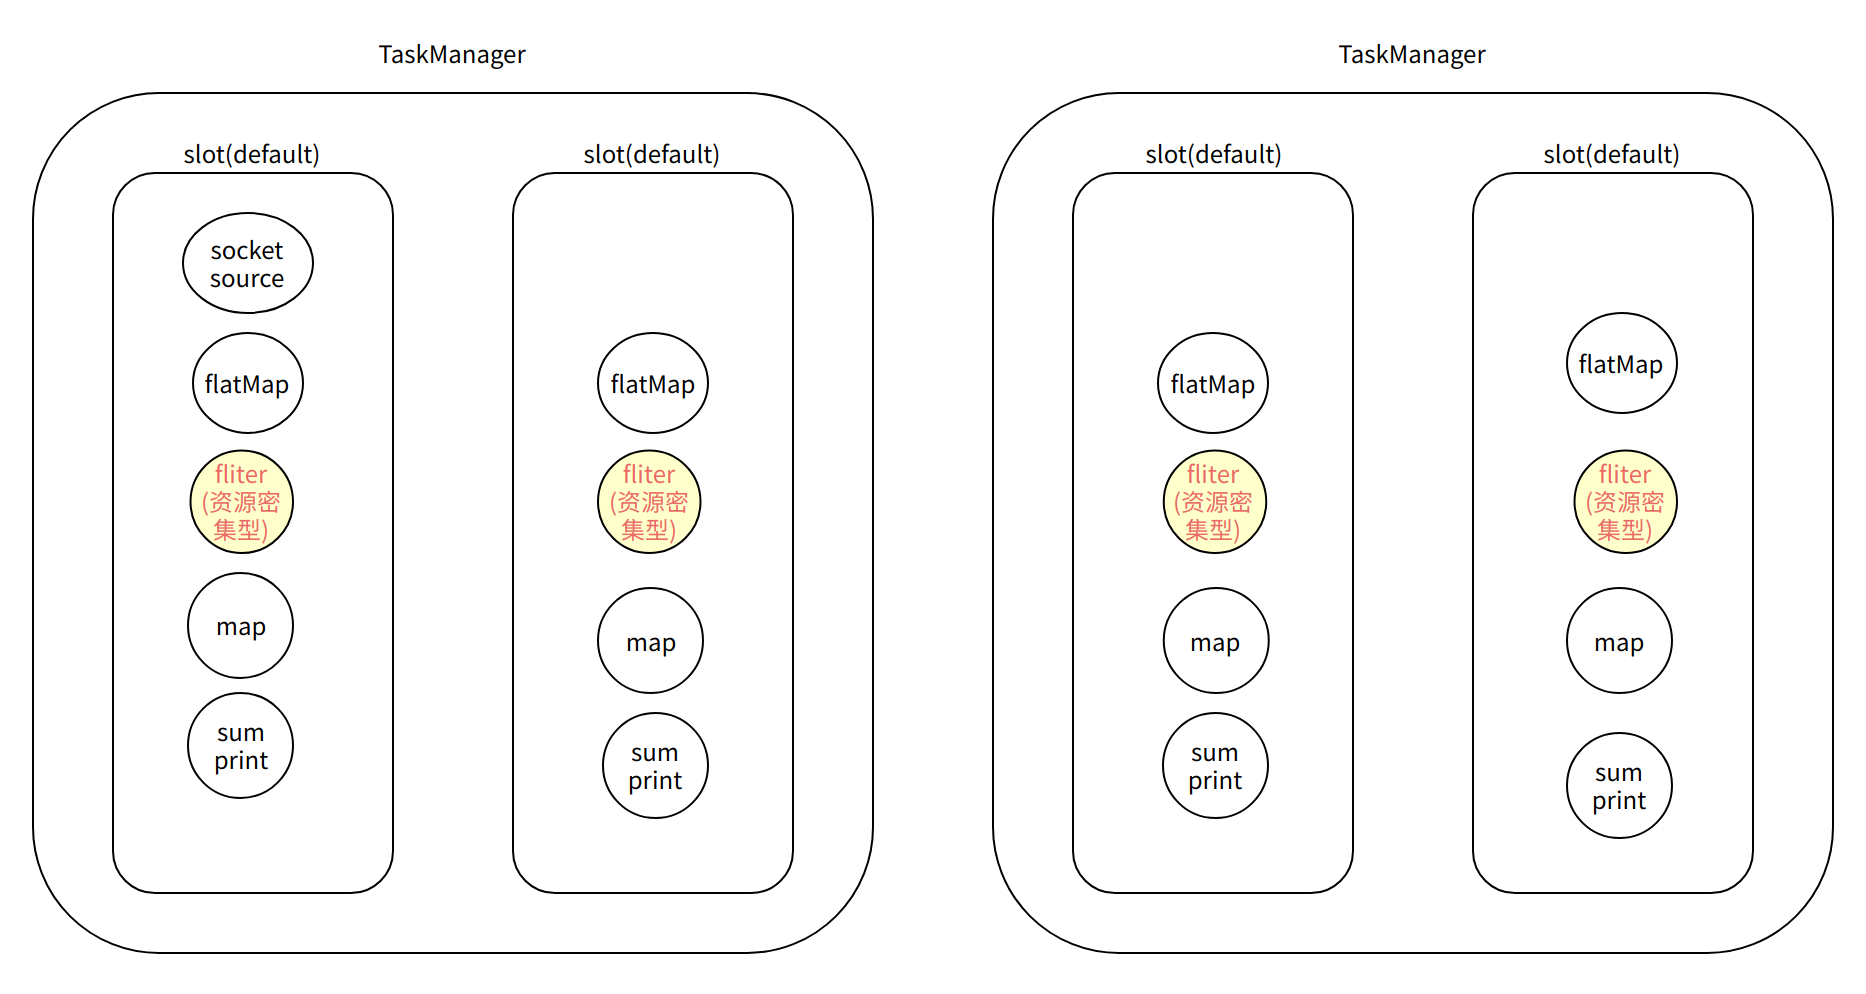 TaskManager
slot(default)
slot(default)
socket
source
flatMap
fliter
(资源密
集型)
map
sum
print
flatMap
fliter
(资源密
集型)
map
sum
print
TaskManager
slot(default)
slot(default)
flatMap
fliter
(资源密
集型)
map
sum
print
flatMap
fliter
(资源密
集型)
map
sum
print